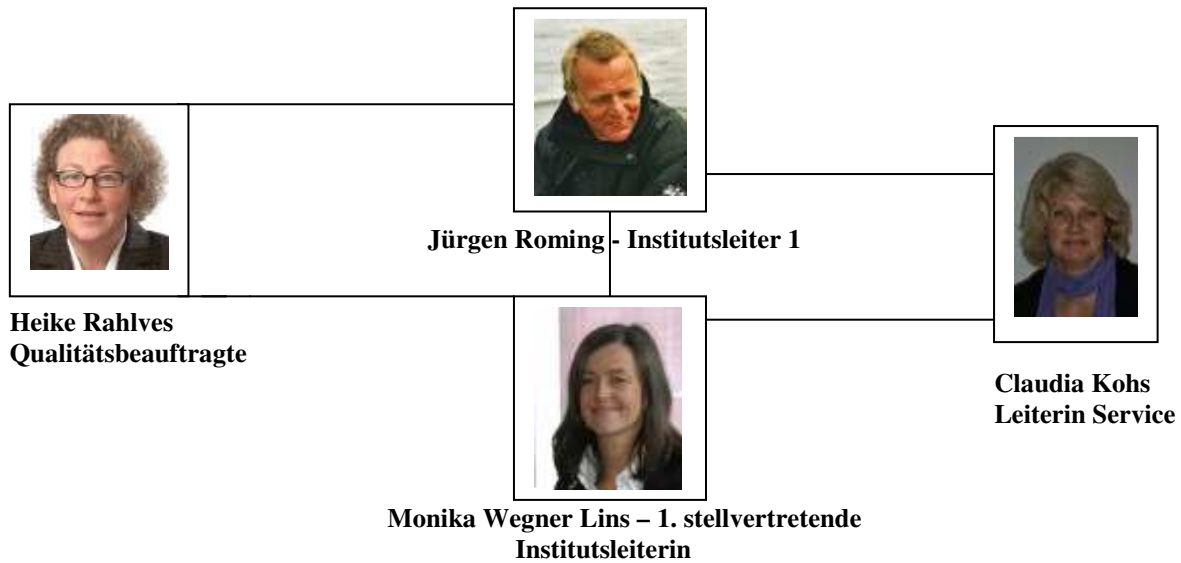 Jürgen Roming - Institutsleiter 1
Heike Rahlves
Qualitätsbeauftragte
Claudia Kohs
Leiterin Service
Monika Wegner Lins – 1. stellvertretende
Institutsleiterin